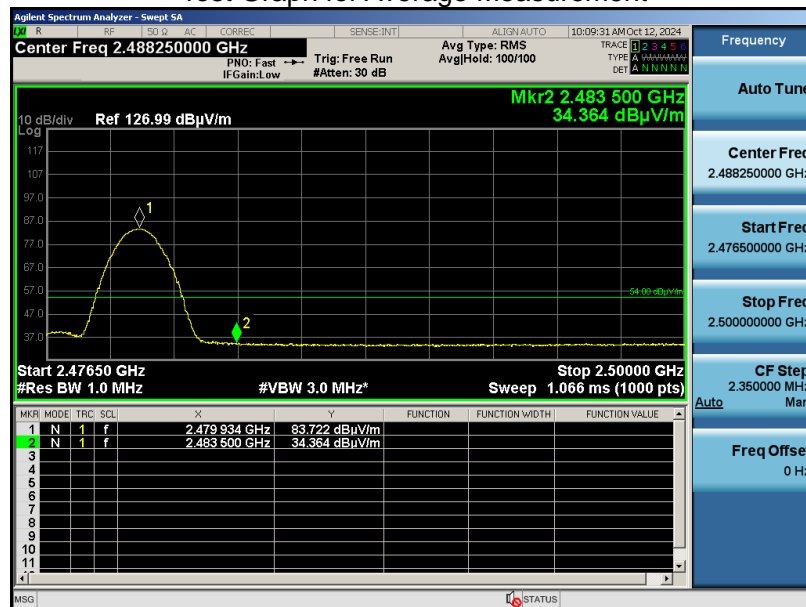 Test Graph for Average Measurement
Agilent Spectrum Analyzer - Swept SA
LXI R RF 50 Ω AC CORREC SENSE:INT ALIGN AUTO 10:09:31 AM Oct 12, 2024
Center Freq 2.488250000 GHz
PNO: Fast
IFGain:Low
Trig: Free Run
#Atten: 30 dB
Avg Type: RMS
Avg|Hold: 100/100
TRACE 1 2 3 4 5 6
TYPE A WWWWW
DET A N N N N N
Mkr2 2.483 500 GHz
34.364 dBµV/m
10 dB/div Ref 126.99 dBµV/m
Log
117
107
97.0
87.0
77.0
67.0
57.0
47.0
37.0
1
2
54.00 dBµV/m
Start 2.47650 GHz Stop 2.50000 GHz
#Res BW 1.0 MHz #VBW 3.0 MHz* Sweep 1.066 ms (1000 pts)
MKR MODE TRC SCL X Y FUNCTION FUNCTION WIDTH FUNCTION VALUE
1 N 1 f 2.479 934 GHz 83.722 dBµV/m
2 N 1 f 2.483 500 GHz 34.364 dBµV/m
3
4
5
6
7
8
9
10
11
MSG STATUS
Frequency
Auto Tune
Center Freq
2.488250000 GHz
Start Freq
2.476500000 GHz
Stop Freq
2.500000000 GHz
CF Step
2.350000 MHz
Auto Man
Freq Offset
0 Hz